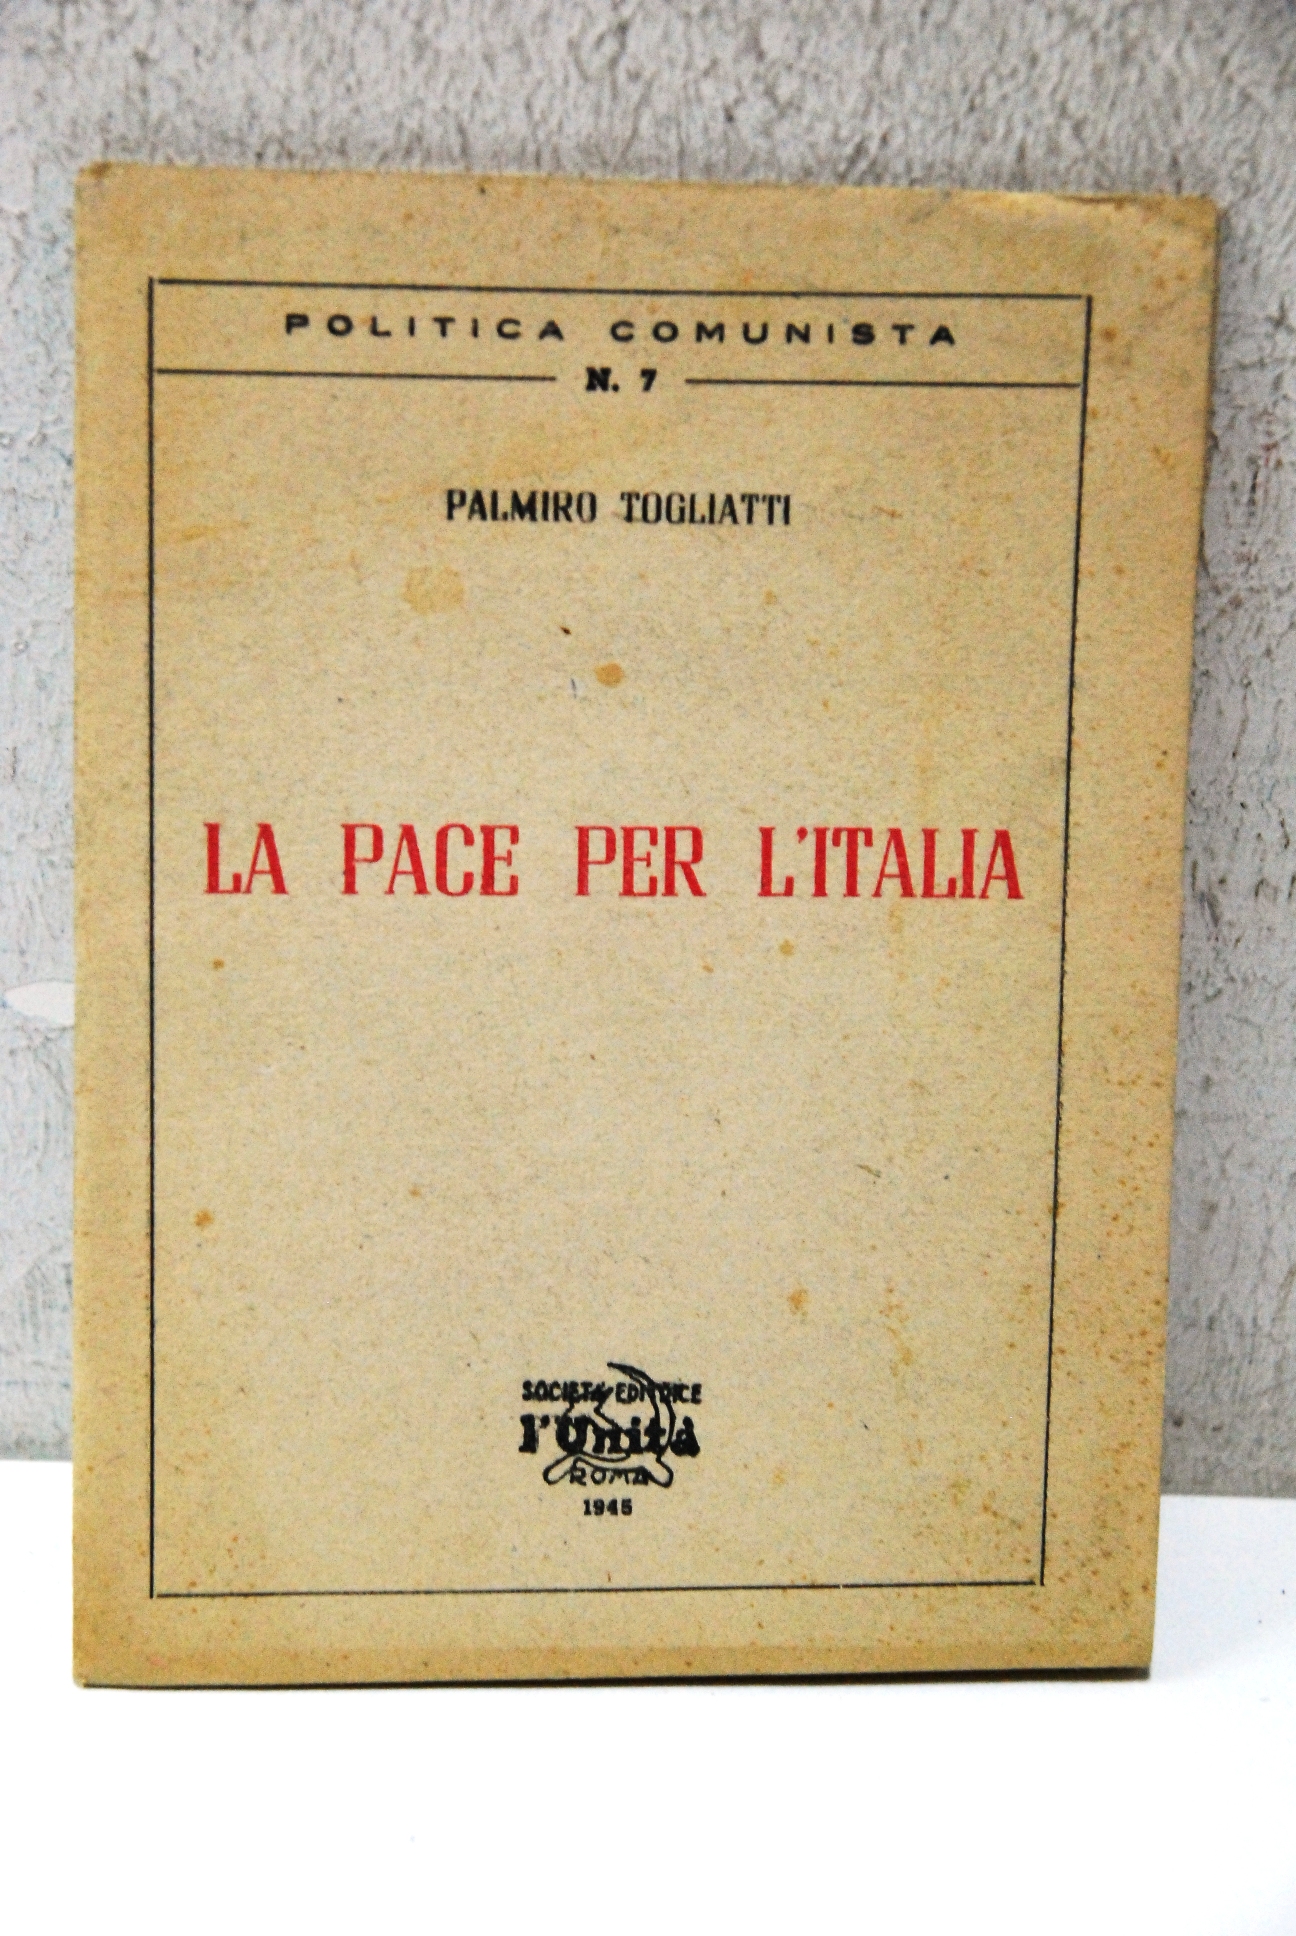 POLITICA COMUNISTA
N. 7
PALMIRO TOGLIATTI
LA PACE PER L'ITALIA
SOCIETÀ EDITRICE
l'Unità
ROMA
1945